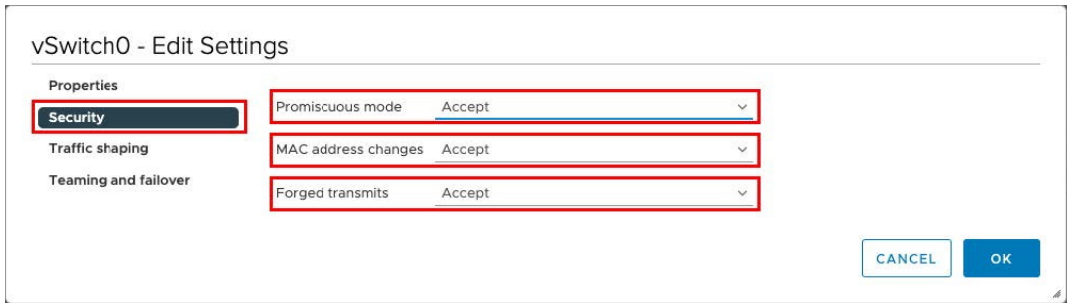 vSwitch0 - Edit Settings
Properties
Security
Traffic shaping
Teaming and failover
Promiscuous mode Accept
MAC address changes Accept
Forged transmits Accept
CANCEL OK